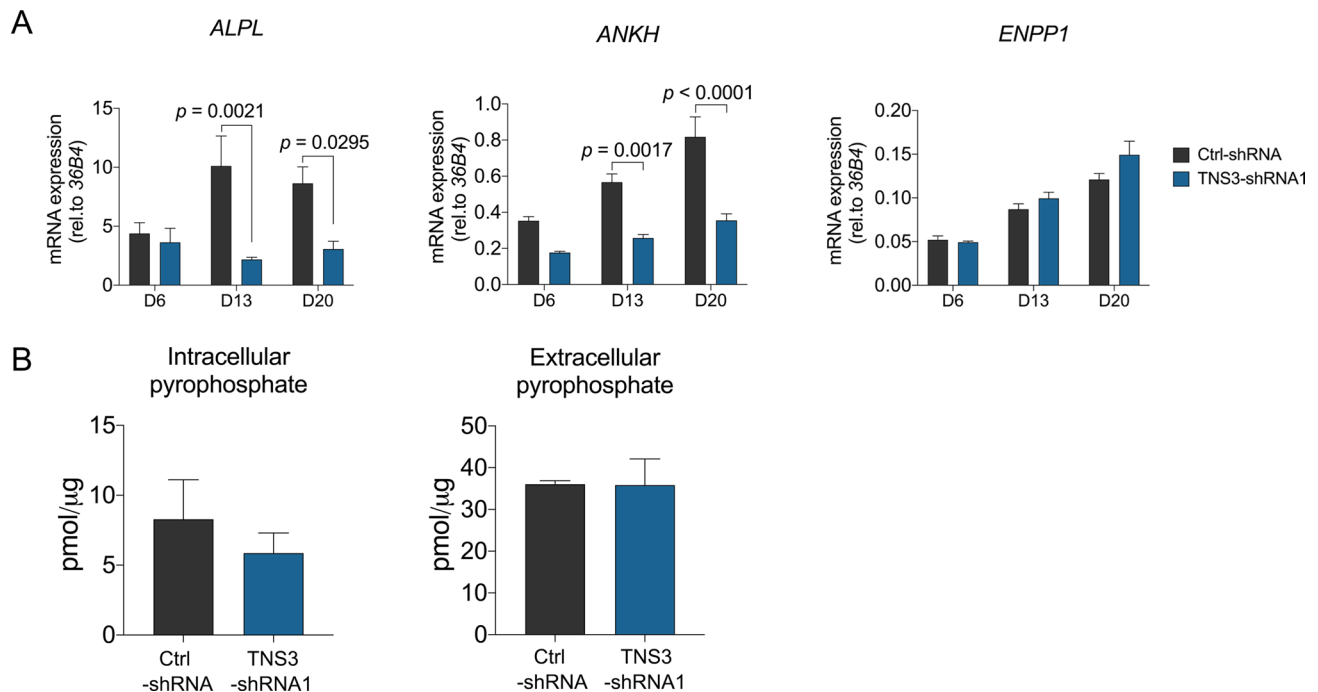 A
ALPL
mRNA expression
(rel.to 36B4)
15
10
5
0
p = 0.0021
p = 0.0295
D6
D13
D20
ANKH
mRNA expression
(rel.to 36B4)
1.0
0.8
0.6
0.4
0.2
0.0
p = 0.0017
p < 0.0001
D6
D13
D20
ENPP1
mRNA expression
(rel.to 36B4)
0.20
0.15
0.10
0.05
0.00
D6
D13
D20
Ctrl-shRNA
TNS3-shRNA1
B
Intracellular
pyrophosphate
pmol/μg
15
10
5
0
Ctrl
-shRNA
TNS3
-shRNA1
Extracellular
pyrophosphate
pmol/μg
50
40
30
20
10
0
Ctrl
-shRNA
TNS3
-shRNA1